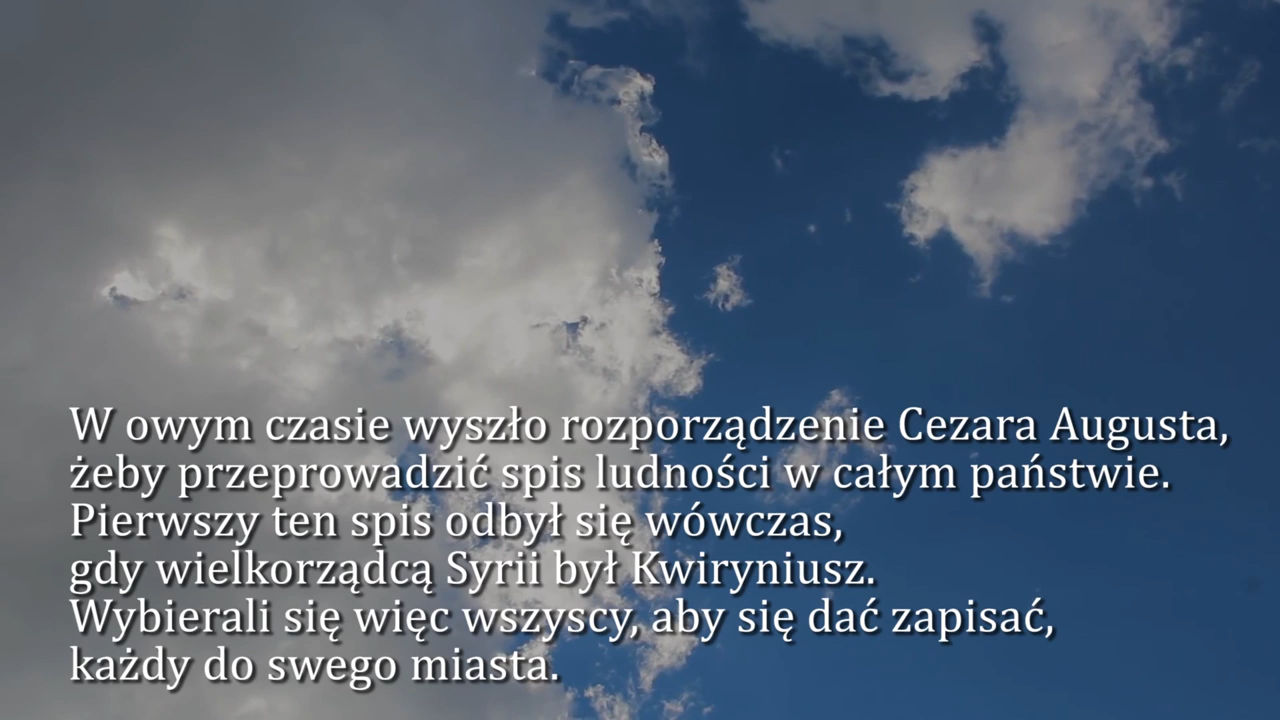 W owym czasie wyszło rozporządzenie Cezara Augusta,
żeby przeprowadzić spis ludności w całym państwie.
Pierwszy ten spis odbył się wówczas,
gdy wielkorządcą Syrii był Kwiryniusz.
Wybierali się więc wszyscy, aby się dać zapisać,
każdy do swego miasta.